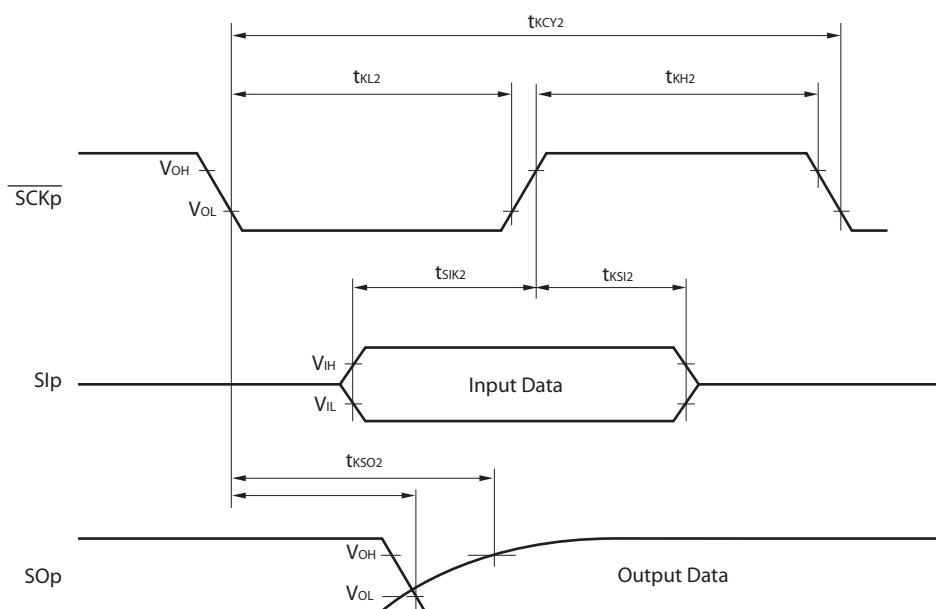 tKCY2
tKL2
tKH2
VOH
SCKp
VOL
tSIK2
tKSI2
VIH
SIp
Input Data
VIL
tKSO2
VOH
SOp
Output Data
VOL